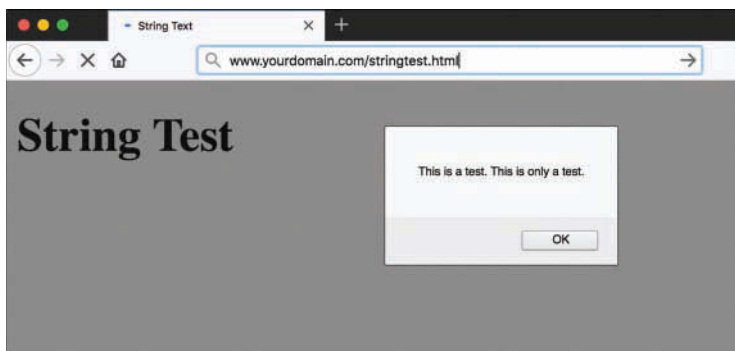 String Text
www.yourdomain.com/stringtest.html
String Test
This is a test. This is only a test.
OK